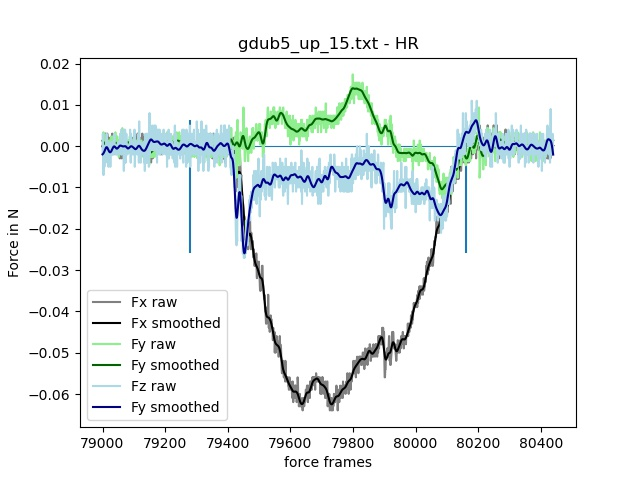 gdub5_up_15.txt - HR
0.02
0.01
0.00
−0.01
−0.02
−0.03
−0.04
−0.05
−0.06
Force in N
Fx raw
Fx smoothed
Fy raw
Fy smoothed
Fz raw
Fy smoothed
79000 79200 79400 79600 79800 80000 80200 80400
force frames